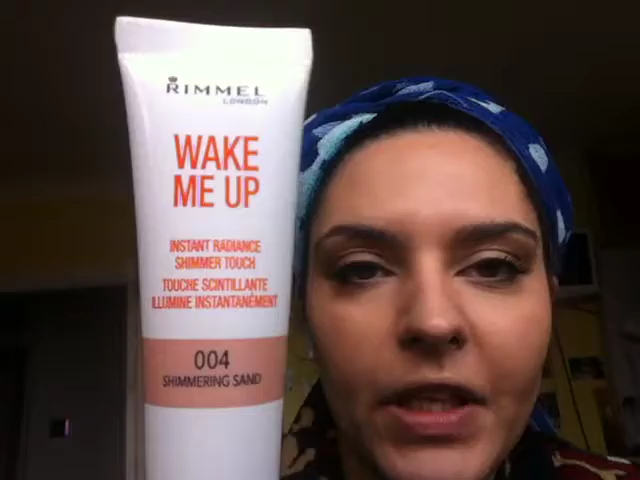 RIMMEL
LONDON
WAKE
ME UP
INSTANT RADIANCE
SHIMMER TOUCH
TOUCHE SCINTILLANTE
ILLUMINE INSTANTANÉMENT
004
SHIMMERING SAND